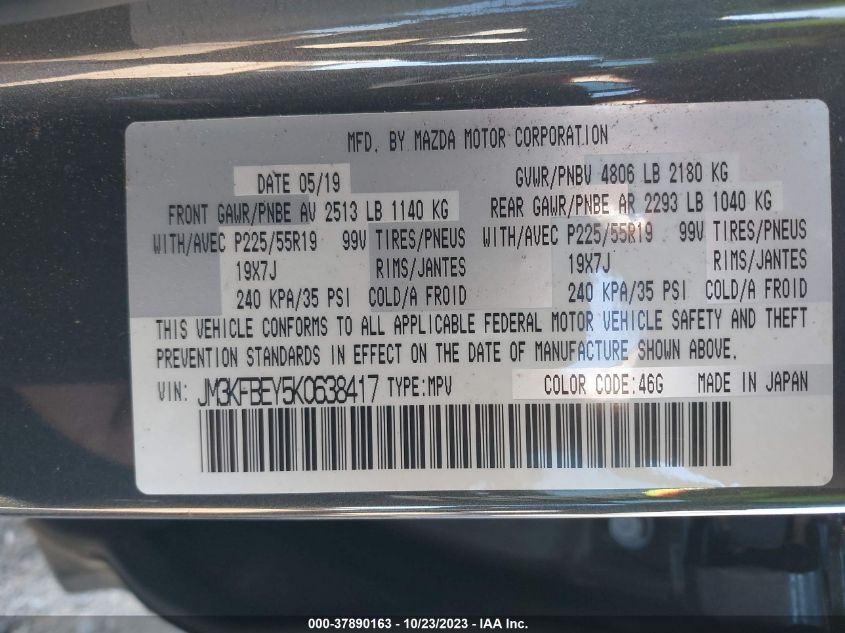 MFD. BY MAZDA MOTOR CORPORATION
DATE 05/19 GVWR/PNBV 4806 LB 2180 KG
FRONT GAWR/PNBE AV 2513 LB 1140 KG REAR GAWR/PNBE AR 2293 LB 1040 KG
WITH/AVEC P225/55R19 99V TIRES/PNEUS WITH/AVEC P225/55R19 99V TIRES/PNEUS
19X7J RIMS/JANTES 19X7J RIMS/JANTES
240 KPA/35 PSI COLD/A FROID 240 KPA/35 PSI COLD/A FROID
THIS VEHICLE CONFORMS TO ALL APPLICABLE FEDERAL MOTOR VEHICLE SAFETY AND THEFT
PREVENTION STANDARDS IN EFFECT ON THE DATE OF MANUFACTURE SHOWN ABOVE.
VIN: JM3KFBEY5K0638417 TYPE:MPV COLOR CODE:46G MADE IN JAPAN
000-37890163 - 10/23/2023 - IAA Inc.